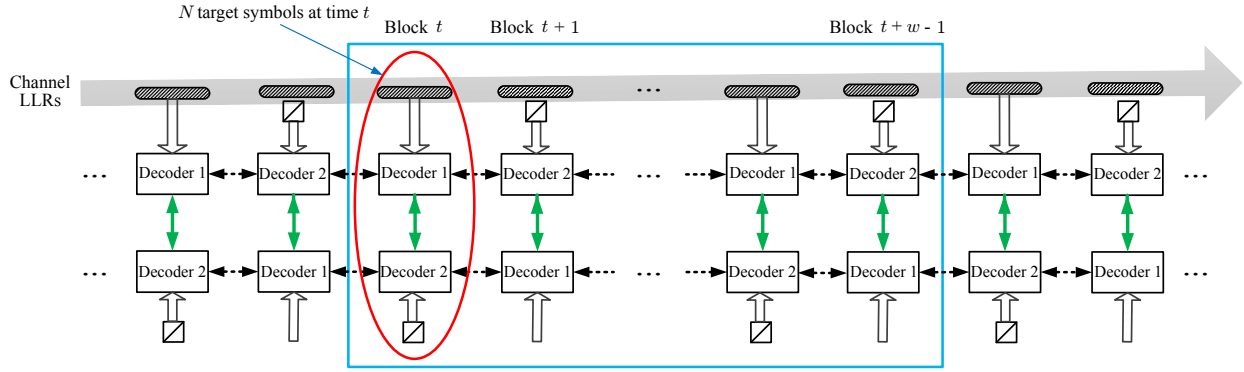 N target symbols at time t
Block t
Block t + 1
Block t + w - 1
Channel
LLRs
...
... Decoder 1 Decoder 2 Decoder 1 Decoder 2 ... Decoder 1 Decoder 2 Decoder 1 Decoder 2 ...
... Decoder 2 Decoder 1 Decoder 2 Decoder 1 ... Decoder 2 Decoder 1 Decoder 2 Decoder 1 ...